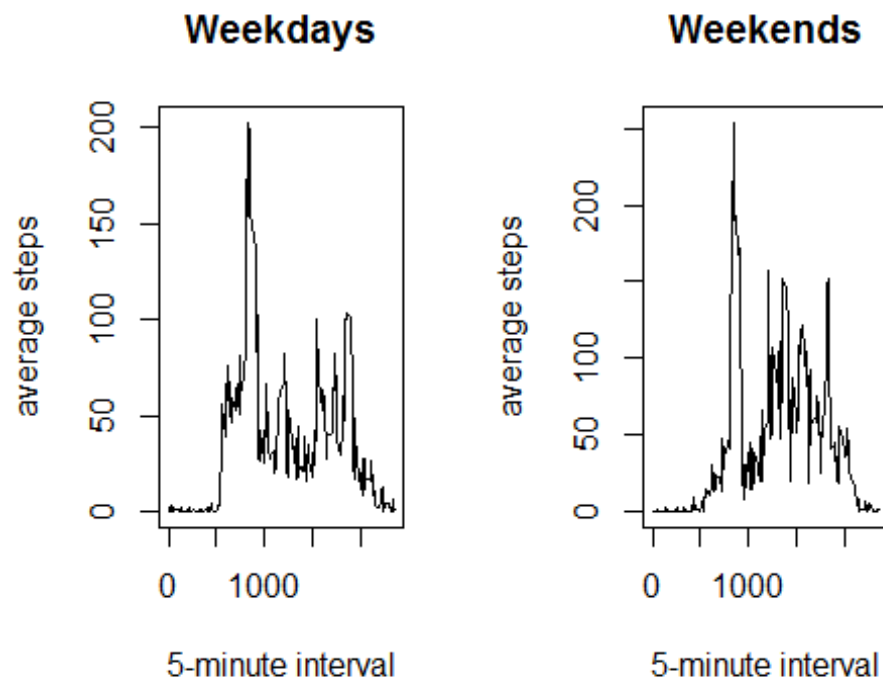 Weekdays
average steps
200
150
100
50
0
0 1000
5-minute interval
Weekends
average steps
200
100
50
0
0 1000
5-minute interval